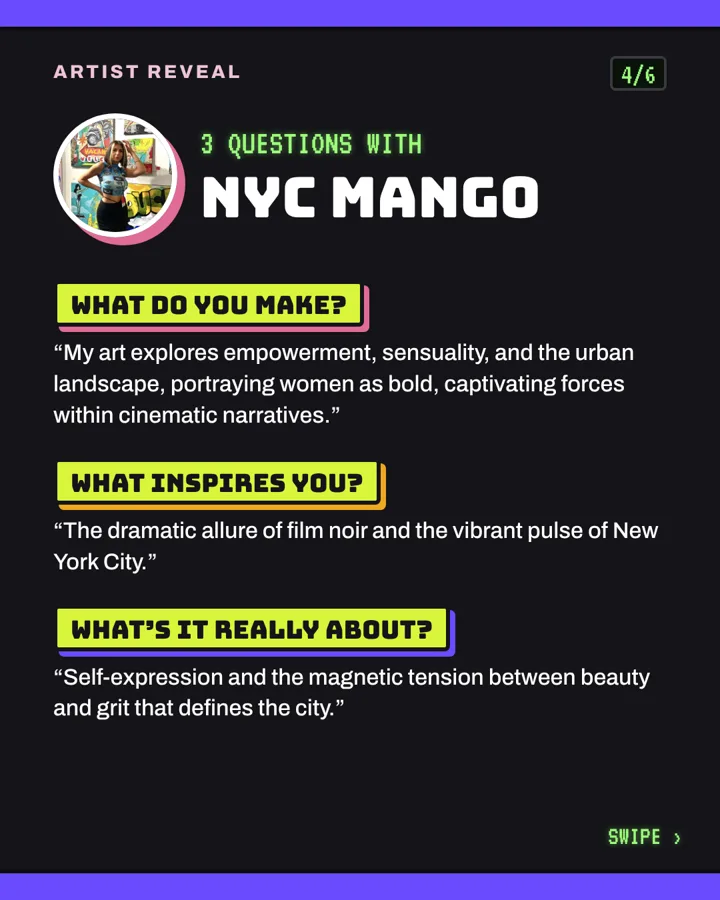 ARTIST REVEAL
4/6
3 QUESTIONS WITH
NYC MANGO
WHAT DO YOU MAKE?
“My art explores empowerment, sensuality, and the urban
landscape, portraying women as bold, captivating forces
within cinematic narratives.”
WHAT INSPIRES YOU?
“The dramatic allure of film noir and the vibrant pulse of New
York City.”
WHAT’S IT REALLY ABOUT?
“Self-expression and the magnetic tension between beauty
and grit that defines the city.”
SWIPE ›